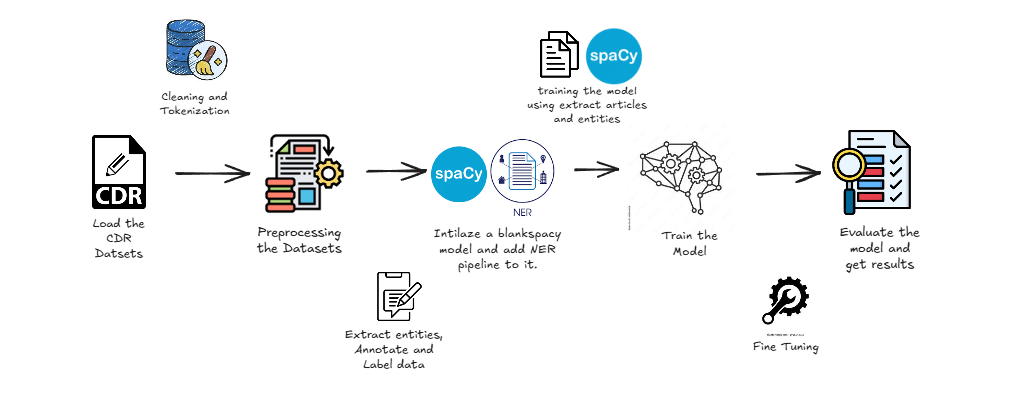 Cleaning and
Tokenization
spaCy
training the model
using extract articles
and entities
CDR
Load the
CDR
Datsets
Preprocessing
the Datasets
spaCy
NER
Intilaze a blankspacy
model and add NER
pipeline to it.
Train the
Model
Evaluate the
model and
get results
Extract entities,
Annotate and
Label data
Fine Tuning